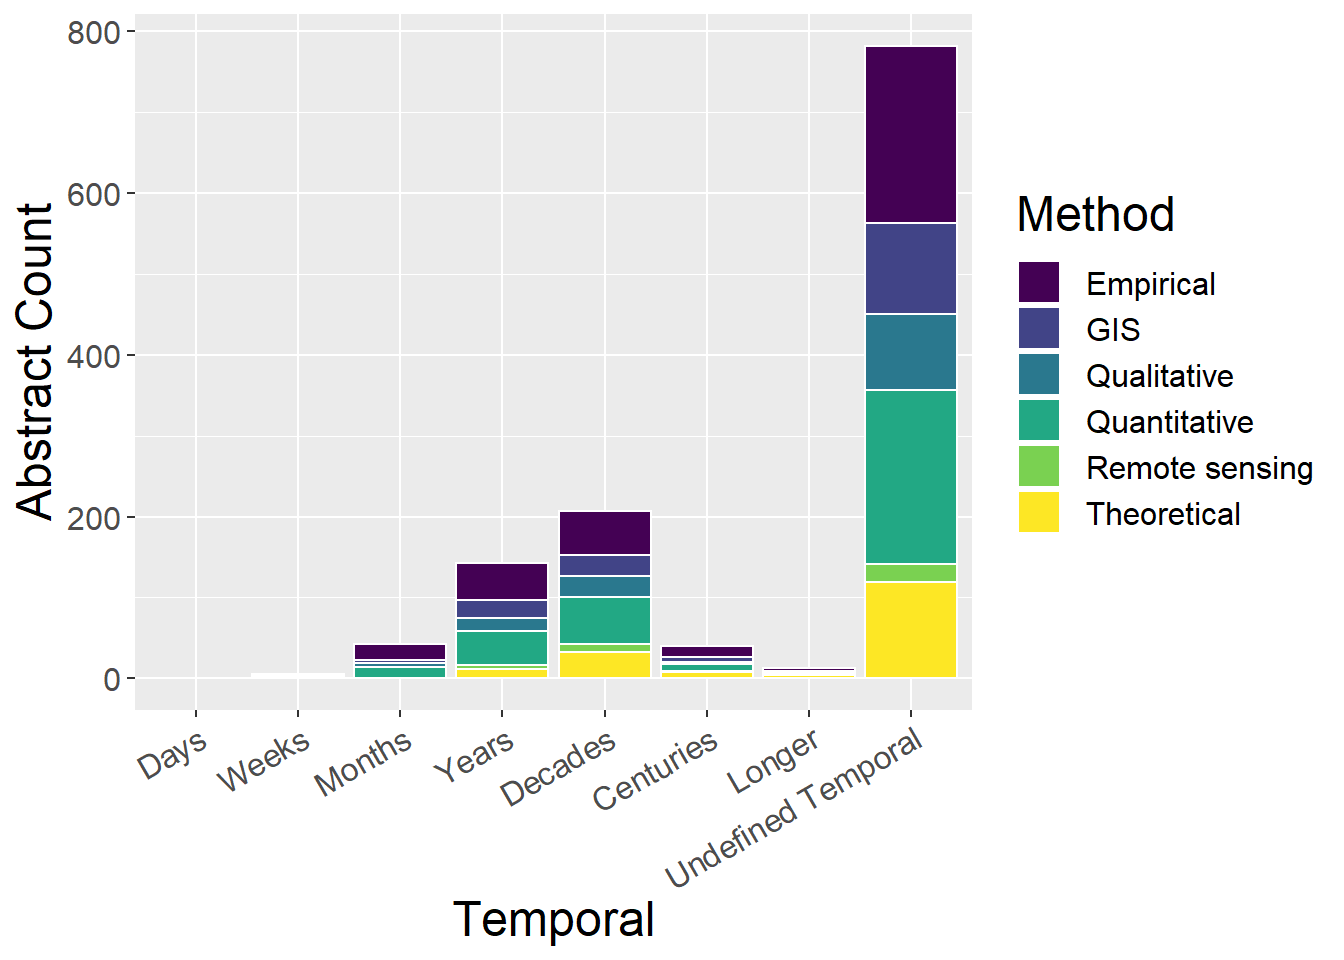 Abstract Count
800
600
400
200
0
Days
Weeks
Months
Years
Decades
Centuries
Longer
Undefined Temporal
Temporal
Method
Empirical
GIS
Qualitative
Quantitative
Remote sensing
Theoretical